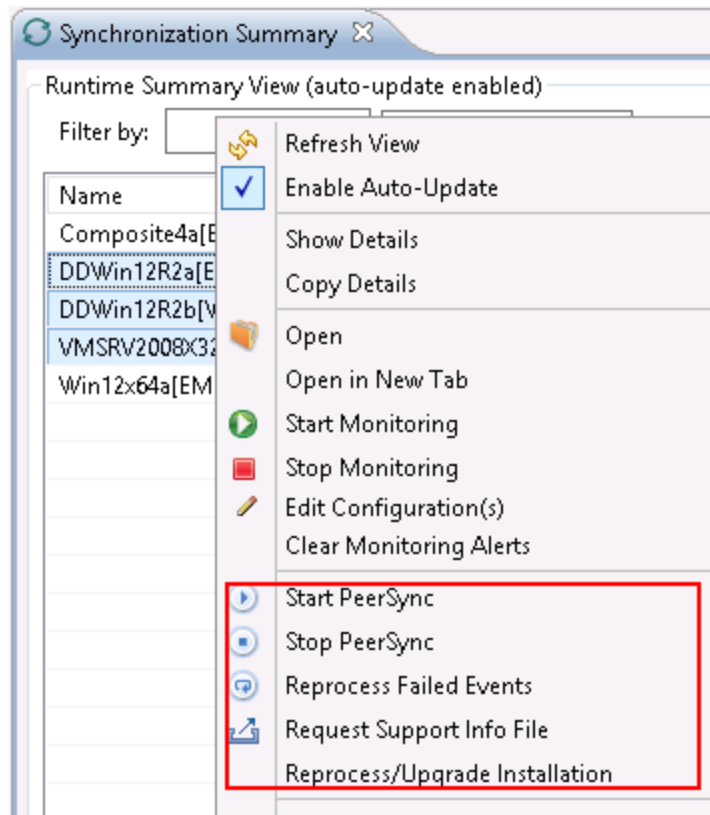 Synchronization Summary
Runtime Summary View (auto-update enabled)
Filter by:
Name
Composite4a[E
DDWin12R2a[E
DDWin12R2b[V
VMSRV2008X32
Win12x64a[EM
Refresh View
Enable Auto-Update
Show Details
Copy Details
Open
Open in New Tab
Start Monitoring
Stop Monitoring
Edit Configuration(s)
Clear Monitoring Alerts
Start PeerSync
Stop PeerSync
Reprocess Failed Events
Request Support Info File
Reprocess/Upgrade Installation